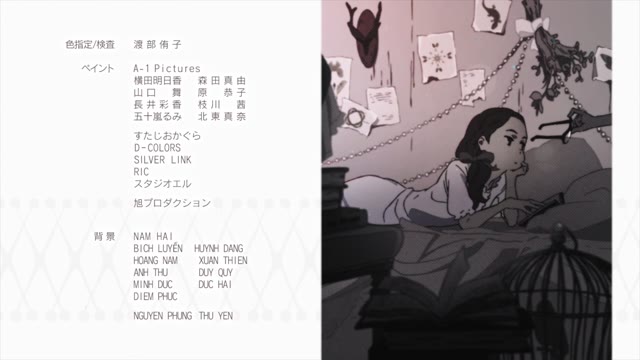 色指定/検査 渡部侑子
ペイント A-1 Pictures
横田明日香 森田真由
山口 舞 原 恭子
長井彩香 枝川 茜
五十嵐るみ 北東真奈
すたじおかぐら
D-COLORS
SILVER LINK
RIC
スタジオエル
旭プロダクション
背景 NAM HAI
BICH LUYẾN HUYNH DANG
HOANG NAM XUAN THIEN
ANH THU DUY QUY
MINH DUC DUC HAI
DIEM PHUC
NGUYEN PHUNG THU YEN